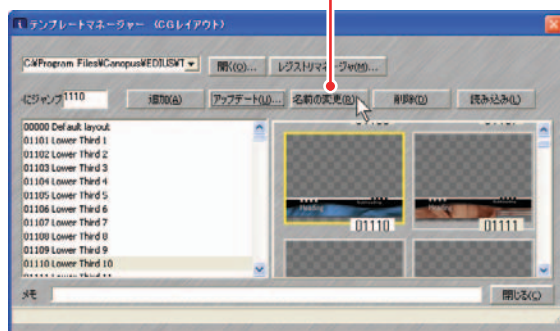 テンプレートマネージャー (CGレイアウト)
C:¥Program Files¥Canopus¥EDIUS¥T
開く(O)...
レジストリマネージャ(M)...
にジャンプ 1110
追加(A)
アップデート(U)...
名前の変更(R)...
削除(D)
読み込み(L)
00000 Default layout
01101 Lower Third 1
01102 Lower Third 2
01103 Lower Third 3
01104 Lower Third 4
01105 Lower Third 5
01106 Lower Third 6
01107 Lower Third 7
01108 Lower Third 8
01109 Lower Third 9
01110 Lower Third 10
01111 Lower Third 11
Heading
01110
01111
メモ
閉じる(C)